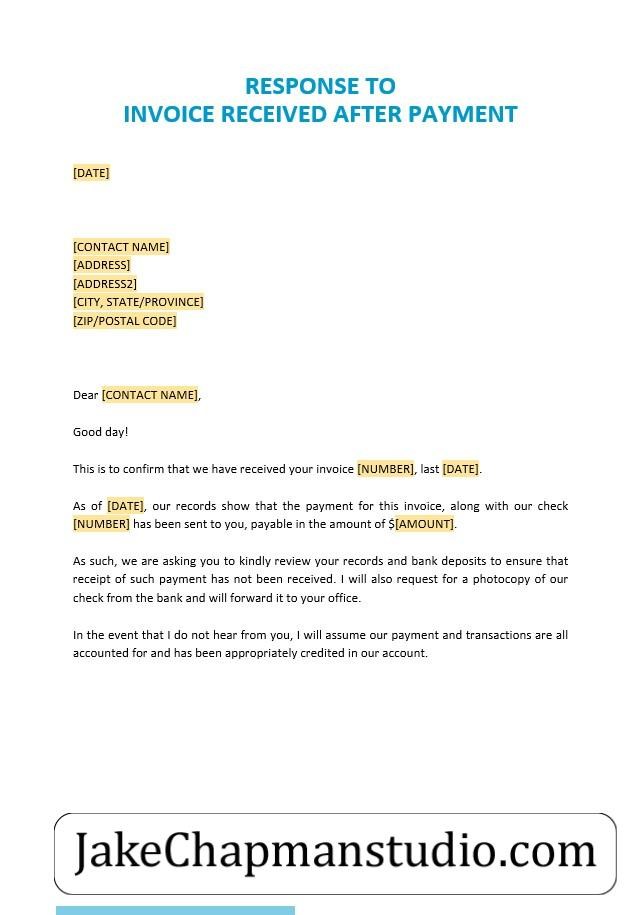 RESPONSE TO
INVOICE RECEIVED AFTER PAYMENT
[DATE]
[CONTACT NAME]
[ADDRESS]
[ADDRESS2]
[CITY, STATE/PROVINCE]
[ZIP/POSTAL CODE]
Dear [CONTACT NAME],
Good day!
This is to confirm that we have received your invoice [NUMBER], last [DATE].
As of [DATE], our records show that the payment for this invoice, along with our check
[NUMBER] has been sent to you, payable in the amount of $[AMOUNT].
As such, we are asking you to kindly review your records and bank deposits to ensure that
receipt of such payment has not been received. I will also request for a photocopy of our
check from the bank and will forward it to your office.
In the event that I do not hear from you, I will assume our payment and transactions are all
accounted for and has been appropriately credited in our account.
JakeChapmanstudio.com